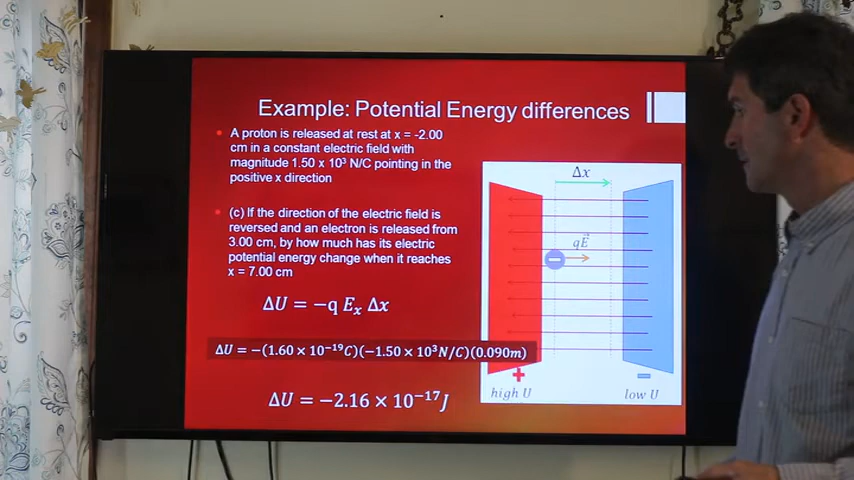 Example: Potential Energy differences
• A proton is released at rest at x = -2.00
cm in a constant electric field with
magnitude 1.50 x 10³ N/C pointing in the
positive x direction
• (c) If the direction of the electric field is
reversed and an electron is released from
3.00 cm, by how much has its electric
potential energy change when it reaches
x = 7.00 cm
ΔU = −q Eₓ Δx
ΔU = −(1.60 × 10⁻¹⁹C)(−1.50 × 10³N/C)(0.090m)
ΔU = −2.16 × 10⁻¹⁷J
Δx
qE⃗
−
+
−
high U
low U